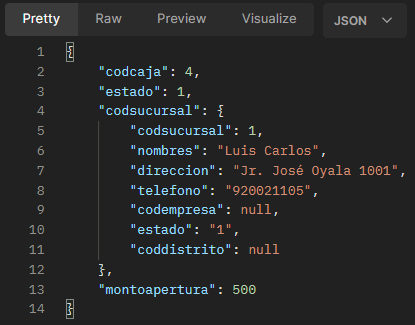 Pretty Raw Preview Visualize JSON
1 {
2 "codcaja": 4,
3 "estado": 1,
4 "codsucursal": {
5 "codsucursal": 1,
6 "nombres": "Luis Carlos",
7 "direccion": "Jr. José Oyala 1001",
8 "telefono": "920021105",
9 "codempresa": null,
10 "estado": "1",
11 "coddistrito": null
12 },
13 "montoapertura": 500
14 }